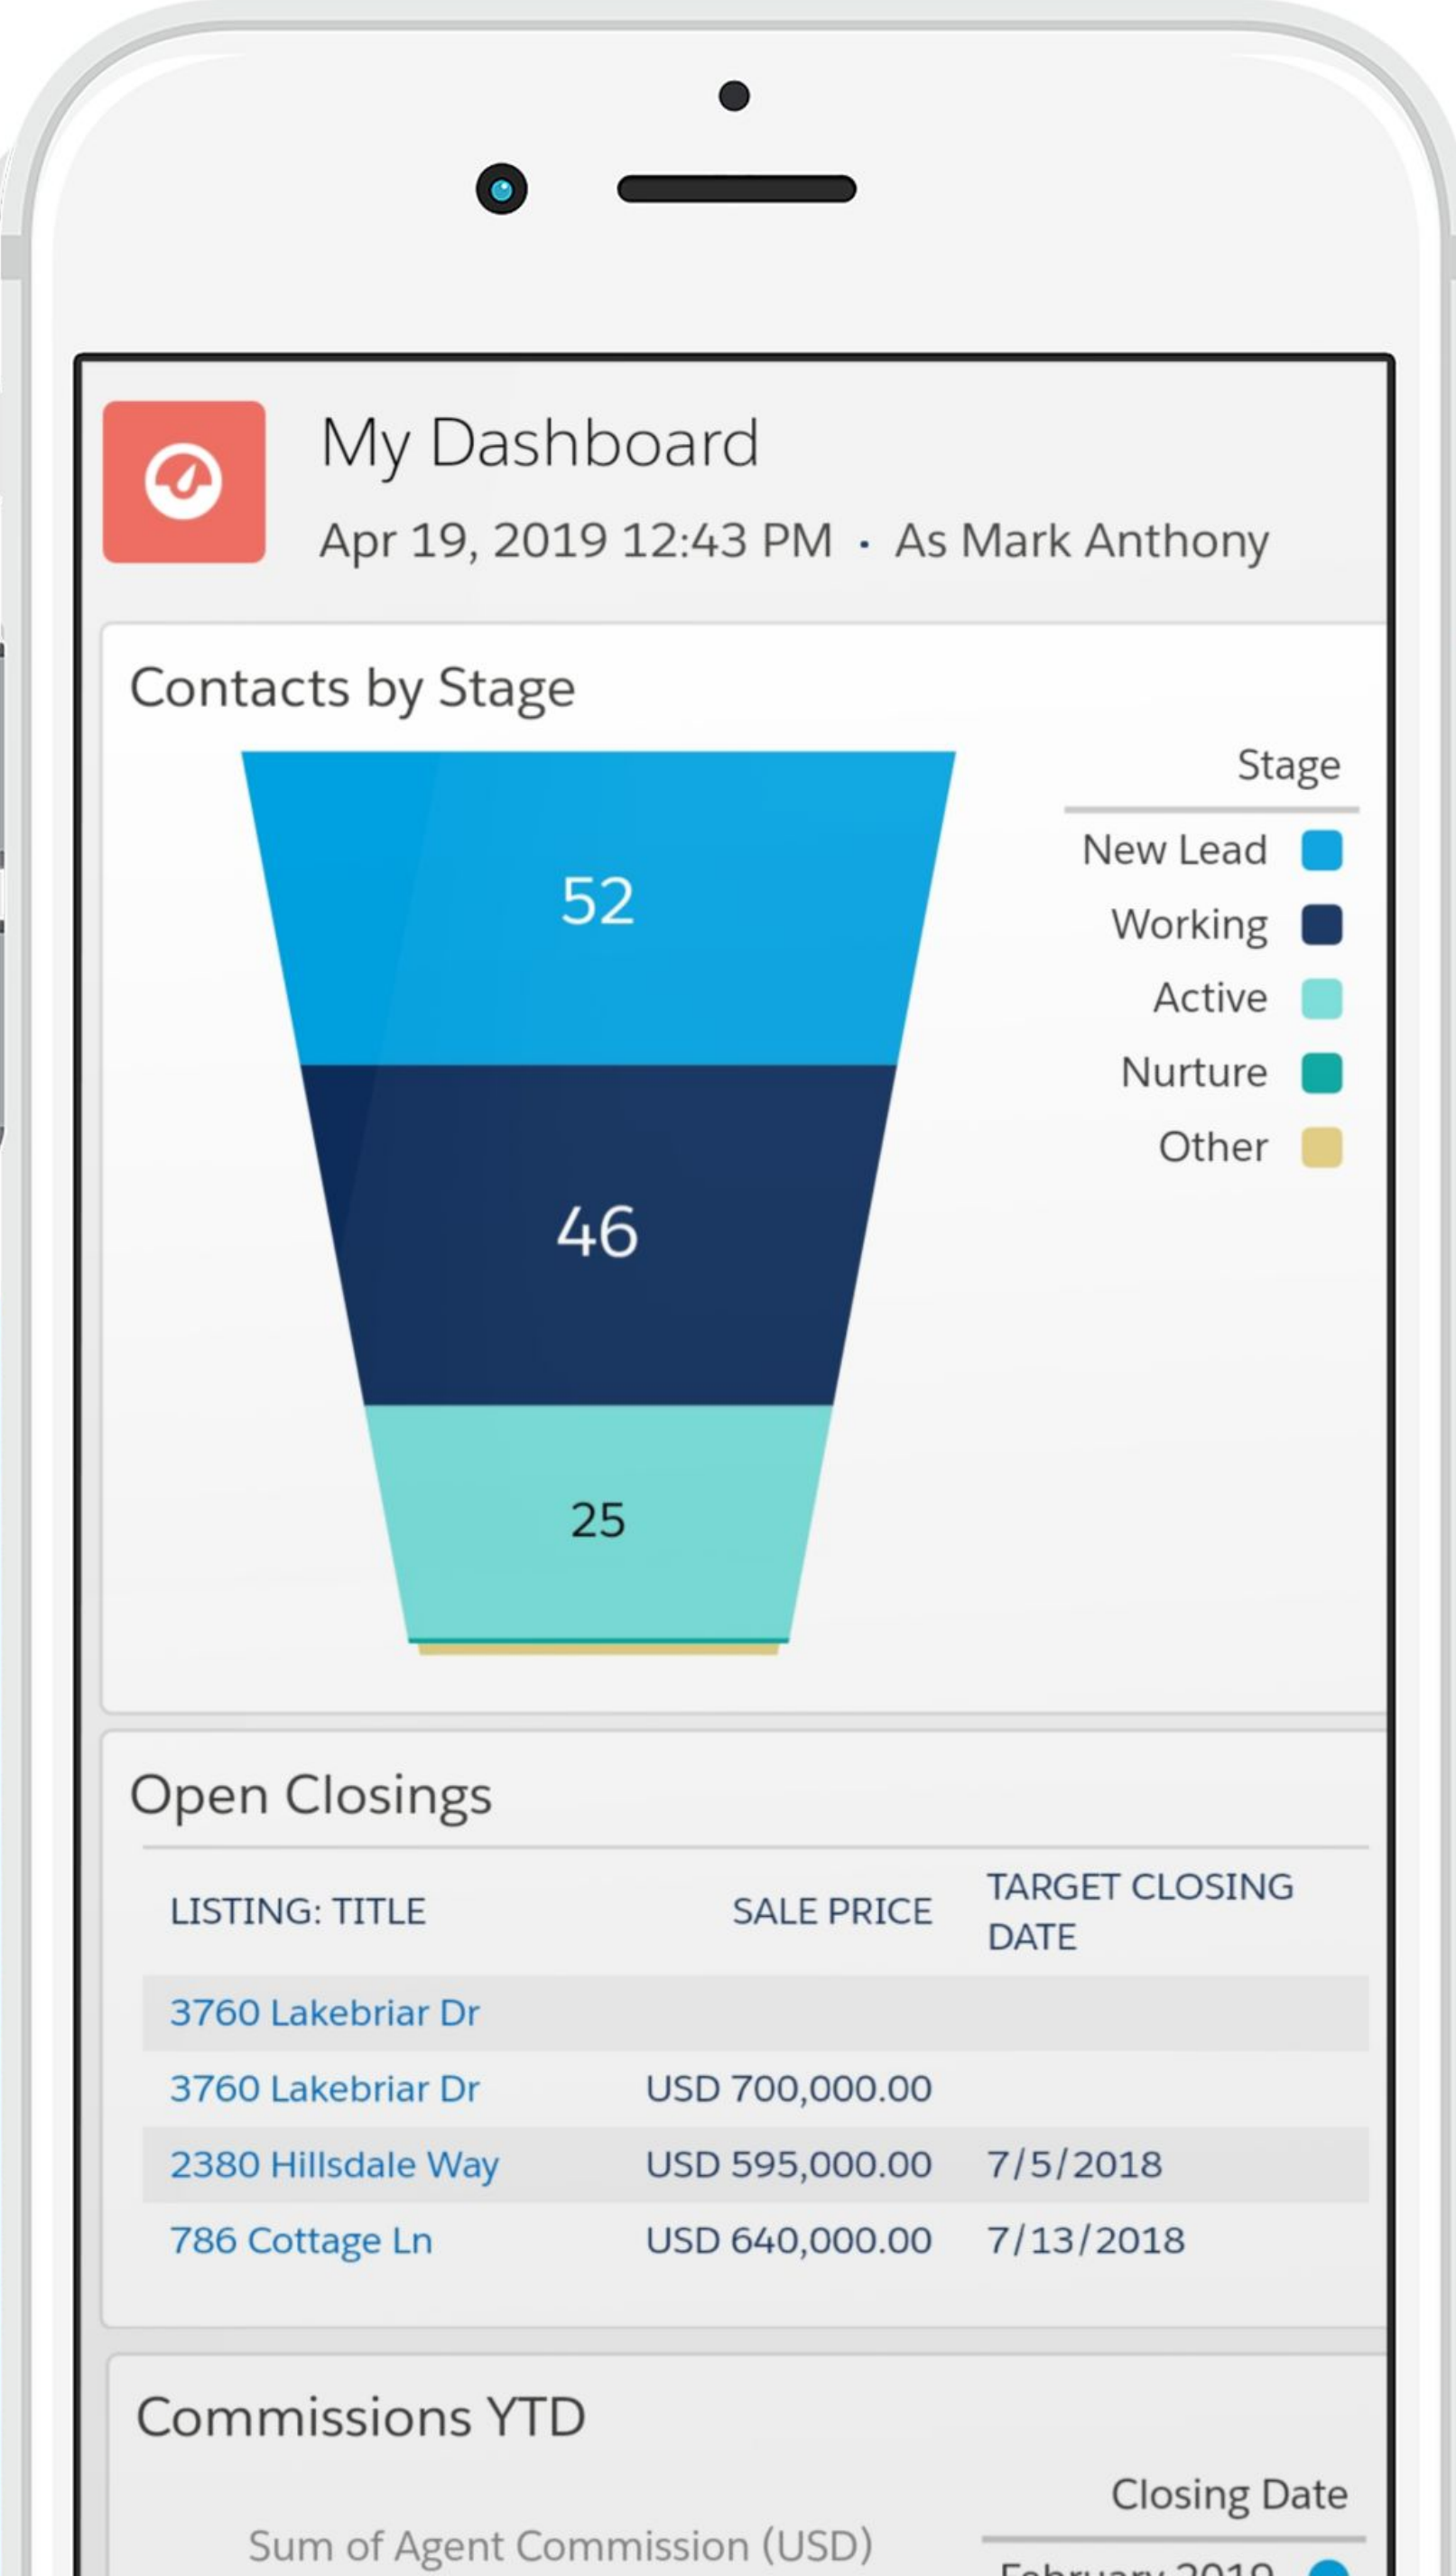 My Dashboard
Apr 19, 2019 12:43 PM · As Mark Anthony
Contacts by Stage
Stage
New Lead
Working
Active
Nurture
Other
52
46
25
Open Closings
LISTING: TITLE SALE PRICE TARGET CLOSING DATE
3760 Lakebriar Dr
3760 Lakebriar Dr USD 700,000.00
2380 Hillsdale Way USD 595,000.00 7/5/2018
786 Cottage Ln USD 640,000.00 7/13/2018
Commissions YTD
Closing Date
Sum of Agent Commission (USD)
February 2019